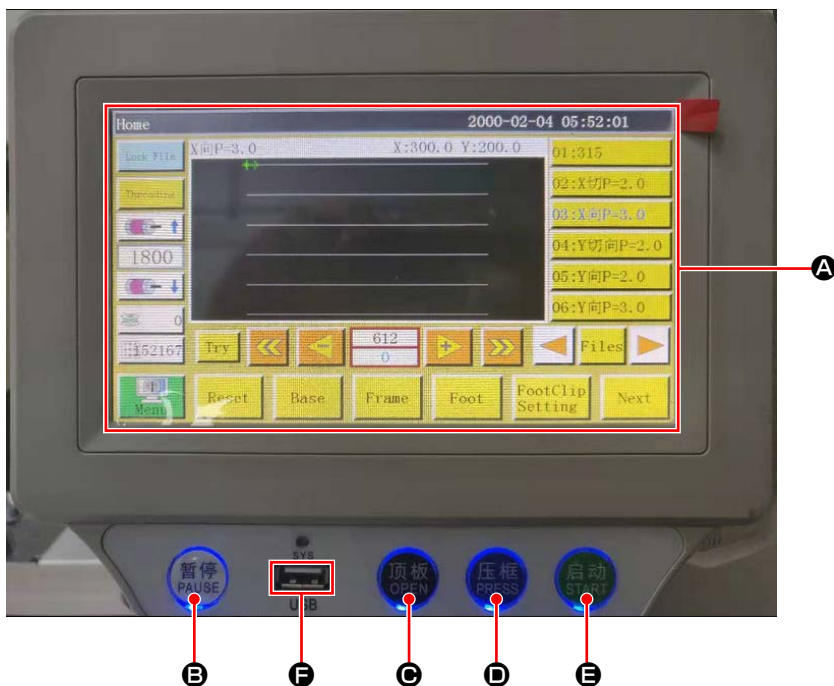 Home 2000-02-04 05:52:01
Lock File
X向P=3.0 X:300.0 Y:200.0
01:315
Threading
02:X切P=2.0
03:X向P=3.0
1800
04:Y切向P=2.0
05:Y向P=2.0
06:Y向P=3.0
0
152167
Try
612
0
Files
Menu
Reset
Base
Frame
Foot
FootClip
Setting
Next
A
SYS
暂停
PAUSE
USB
顶板
OPEN
压框
PRESS
启动
START
B
F
C
D
E